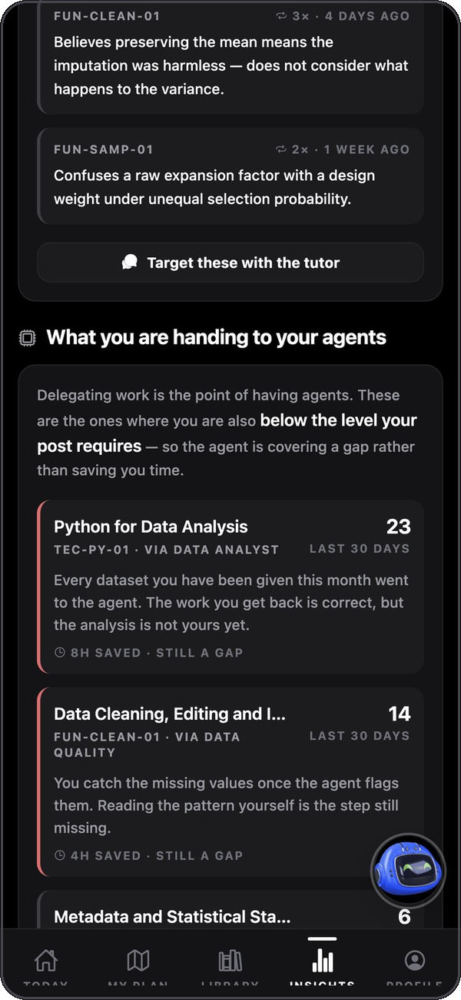 FUN-CLEAN-01 3× · 4 DAYS AGO
Believes preserving the mean means the
imputation was harmless — does not consider what
happens to the variance.
FUN-SAMP-01 2× · 1 WEEK AGO
Confuses a raw expansion factor with a design
weight under unequal selection probability.
Target these with the tutor
What you are handing to your agents
Delegating work is the point of having agents. These
are the ones where you are also below the level your
post requires — so the agent is covering a gap rather
than saving you time.
Python for Data Analysis 23
TEC-PY-01 · VIA DATA ANALYST LAST 30 DAYS
Every dataset you have been given this month went
to the agent. The work you get back is correct, but
the analysis is not yours yet.
8H SAVED · STILL A GAP
Data Cleaning, Editing and I... 14
FUN-CLEAN-01 · VIA DATA LAST 30 DAYS
QUALITY
You catch the missing values once the agent flags
them. Reading the pattern yourself is the step still
missing.
4H SAVED · STILL A GAP
Metadata and Statistical Sta... 6
TODAY MY PLAN LIBRARY INSIGHTS PROFILE